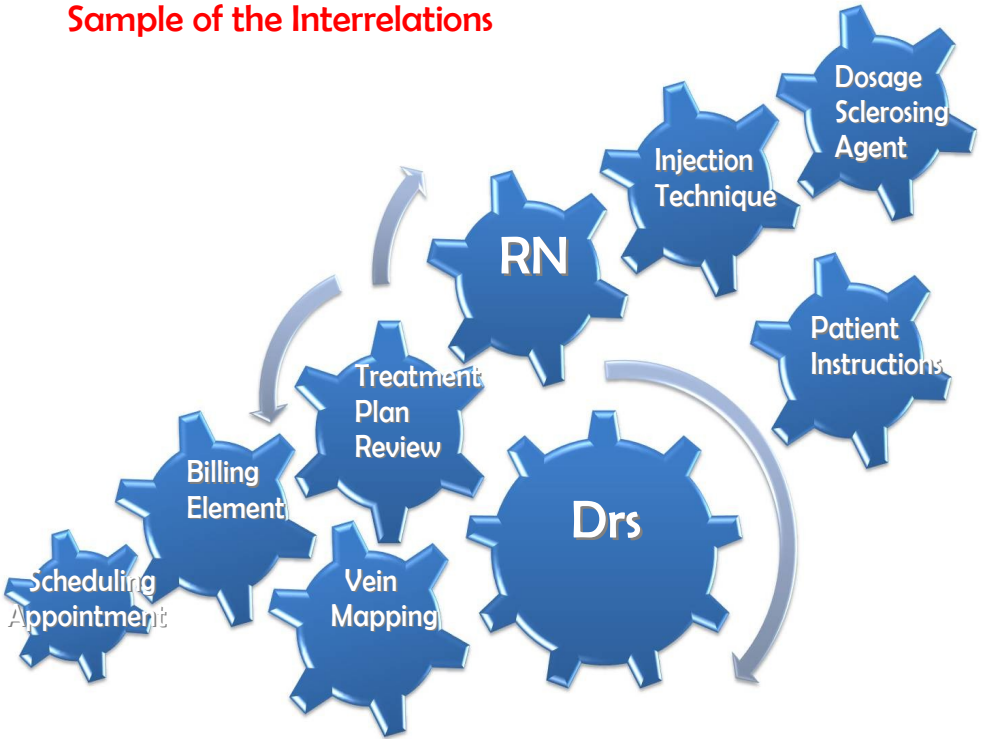 Sample of the Interrelations
Dosage
Sclerosing
Agent
Injection
Technique
RN
Patient
Instructions
Treatment
Plan
Review
Billing
Element
Drs
Scheduling
Appointment
Vein
Mapping